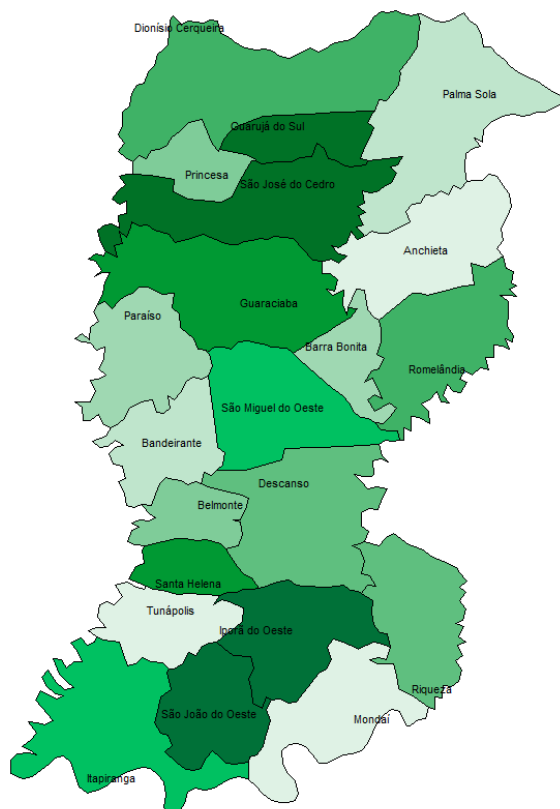 Dionísio Cerqueira
Palma Sola
Guarujá do Sul
Princesa
São José do Cedro
Anchieta
Guaraciaba
Paraíso
Barra Bonita
Romelândia
São Miguel do Oeste
Bandeirante
Descanso
Belmonte
Santa Helena
Tunápolis
Iporã do Oeste
Riqueza
São João do Oeste
Mondaí
Itapiranga